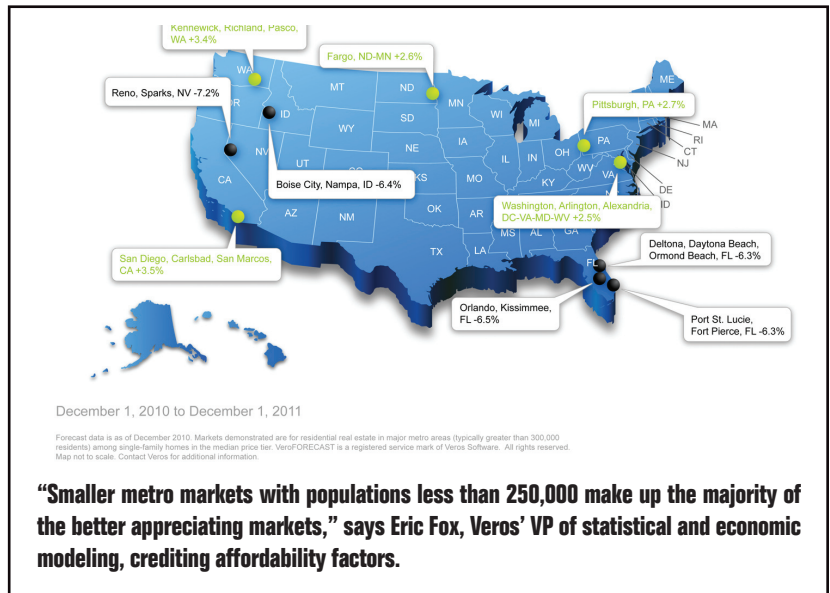 Kennewick, Richland, Pasco,
WA +3.4%
Fargo, ND-MN +2.6%
Reno, Sparks, NV -7.2%
Pittsburgh, PA +2.7%
Boise City, Nampa, ID -6.4%
Washington, Arlington, Alexandria,
DC-VA-MD-WV +2.5%
San Diego, Carlsbad, San Marcos,
CA +3.5%
Deltona, Daytona Beach,
Ormond Beach, FL -6.3%
Orlando, Kissimmee,
FL -6.5%
Port St. Lucie,
Fort Pierce, FL -6.3%
WA
MT
ND
MN
ME
OR
ID
SD
WI
MI
MA
RI
CT
NJ
WY
NE
IA
IL
IN
OH
PA
NV
UT
KS
MO
KY
WV
VA
DE
CA
AZ
NM
OK
AR
MS
AL
GA
TX
LA
FL
December 1, 2010 to December 1, 2011
Forecast data is as of December 2010. Markets demonstrated are for residential real estate in major metro areas (typically greater than 300,000
residents) among single-family homes in the median price tier. VeroFORECAST is a registered service mark of Veros Software. All rights reserved.
Map not to scale. Contact Veros for additional information
“Smaller metro markets with populations less than 250,000 make up the majority of
the better appreciating markets,” says Eric Fox, Veros’ VP of statistical and economic
modeling, crediting affordability factors.